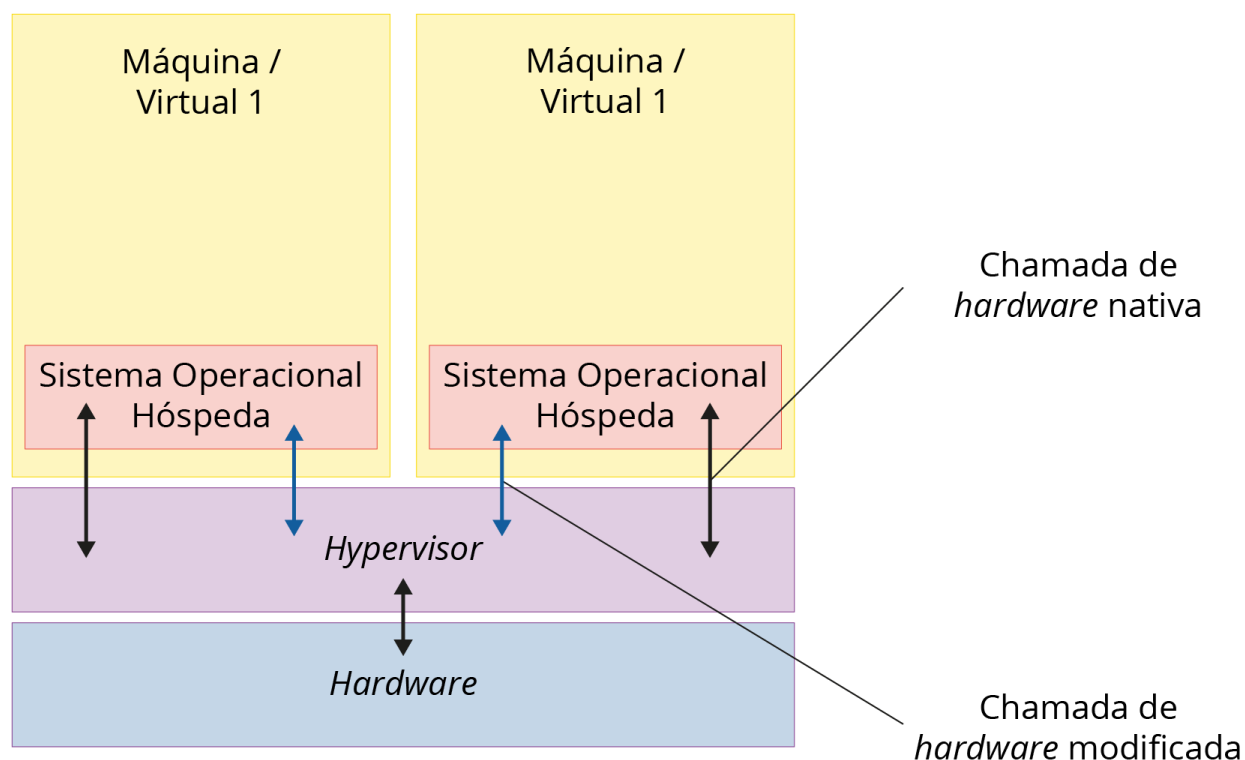 Máquina /
Virtual 1
Máquina /
Virtual 1
Chamada de
hardware nativa
Sistema Operacional
Hóspeda
Sistema Operacional
Hóspeda
Hypervisor
Hardware
Chamada de
hardware modificada